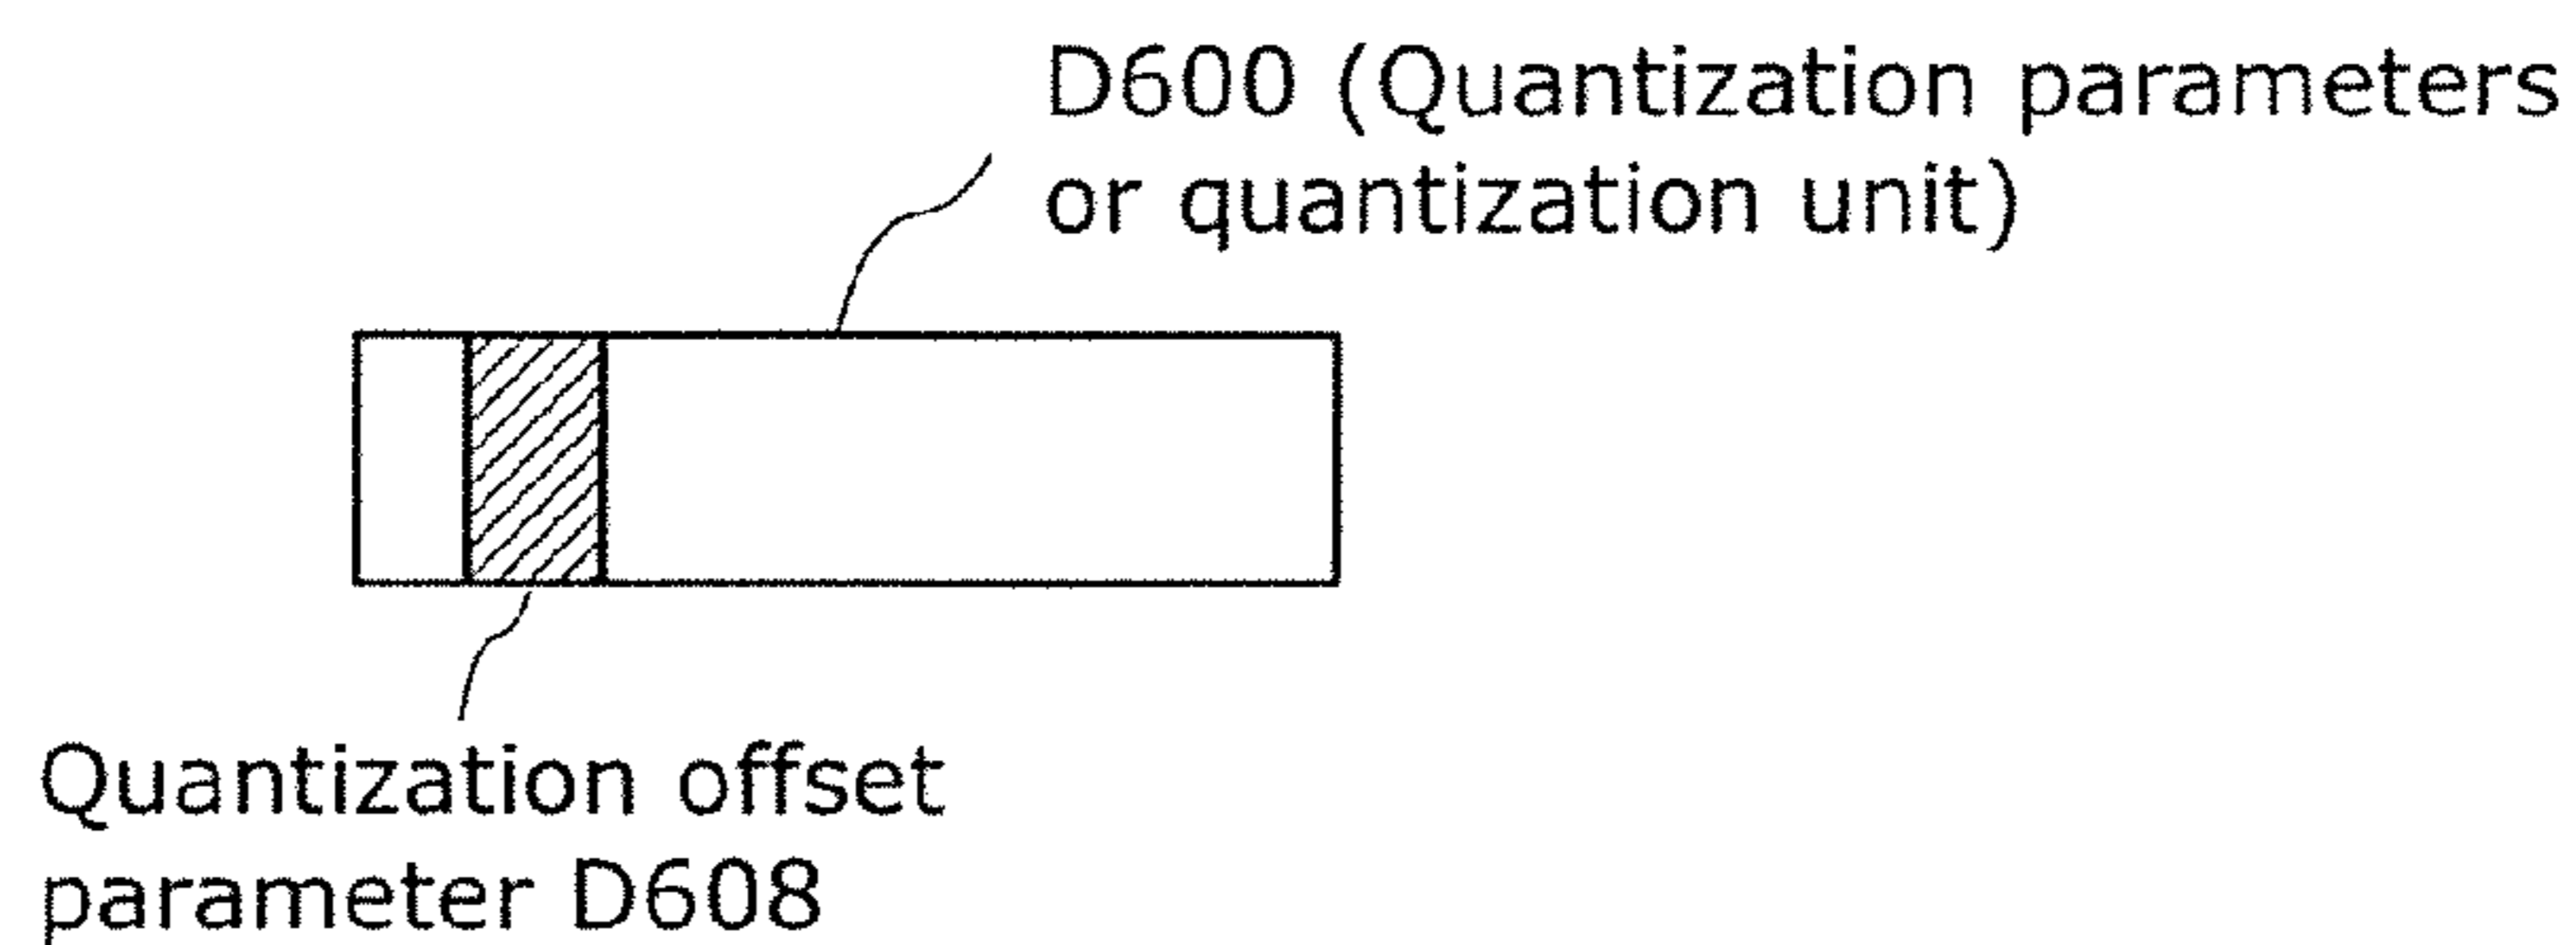 D600 (Quantization parameters
or quantization unit)
Quantization offset
parameter D608